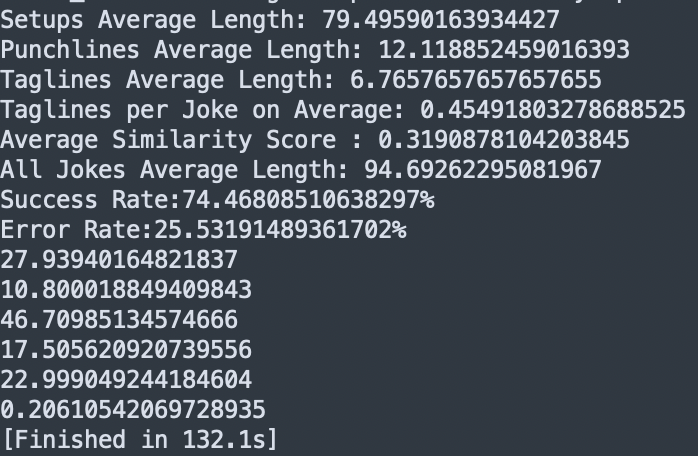 Setups Average Length: 79.49590163934427
Punchlines Average Length: 12.118852459016393
Taglines Average Length: 6.7657657657657655
Taglines per Joke on Average: 0.45491803278688525
Average Similarity Score : 0.3190878104203845
All Jokes Average Length: 94.69262295081967
Success Rate:74.46808510638297%
Error Rate:25.53191489361702%
27.93940164821837
10.800018849409843
46.70985134574666
17.505620920739556
22.999049244184604
0.20610542069728935
[Finished in 132.1s]